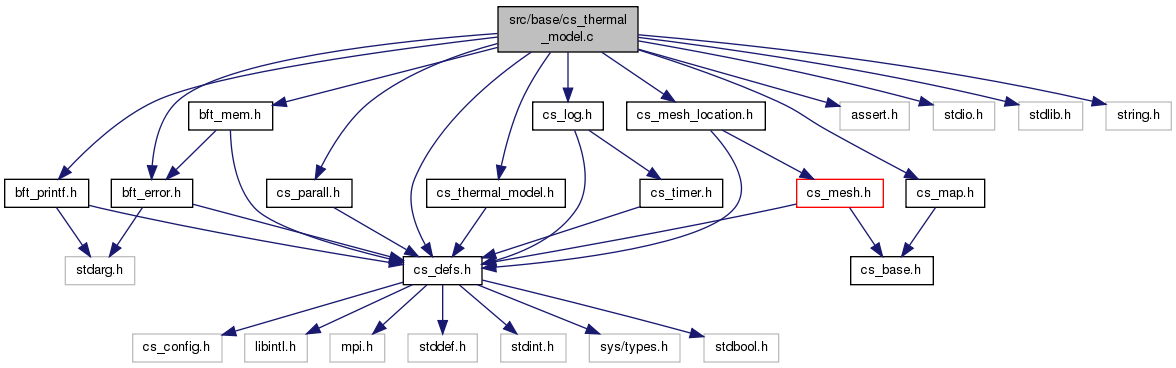 src/base/cs_thermal
_model.c
bft_mem.h
cs_log.h
cs_mesh_location.h
assert.h
stdio.h
stdlib.h
string.h
bft_printf.h
bft_error.h
cs_parall.h
cs_thermal_model.h
cs_timer.h
cs_mesh.h
cs_map.h
stdarg.h
cs_defs.h
cs_base.h
cs_config.h
libintl.h
mpi.h
stddef.h
stdint.h
sys/types.h
stdbool.h